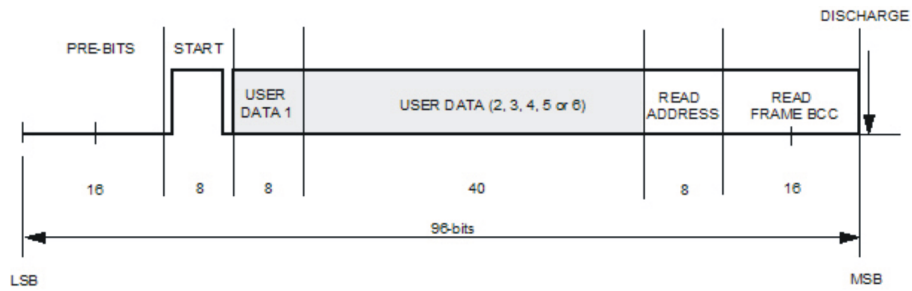 DISCHARGE
PRE-BITS START
USER
DATA 1
USER DATA (2, 3, 4, 5 or 6)
READ
ADDRESS
READ
FRAME BCC
16 8 8 40 8 16
96-bits
LSB MSB